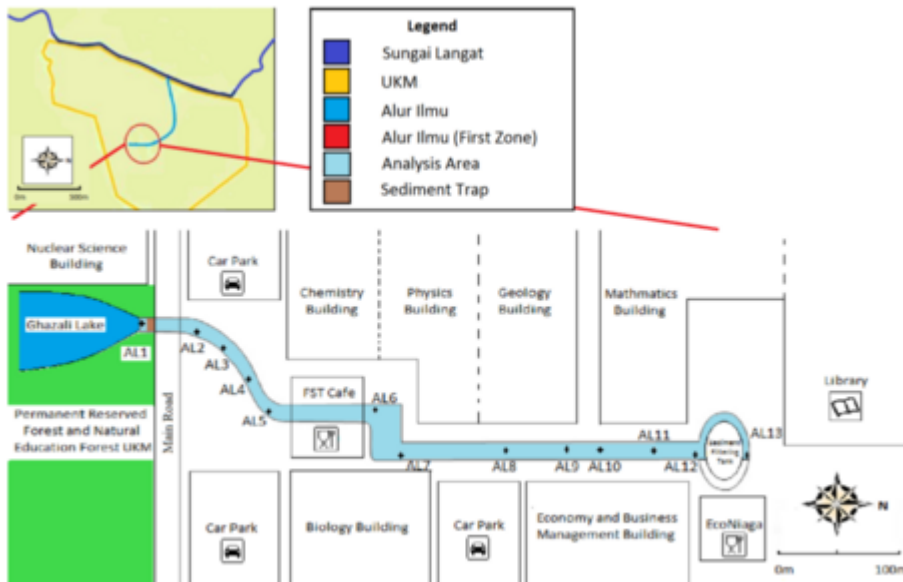 Legend
Sungai Langat
UKM
Alur Ilmu
Alur Ilmu (First Zone)
Analysis Area
Sediment Trap
N
0m
300m
Nuclear Science
Building
Car Park
Chemistry
Building
Physics
Building
Geology
Building
Mathmatics
Building
Ghazali Lake
AL1
AL2
AL3
AL4
AL5
FST Cafe
AL6
Library
Permanent Reserved
Forest and Natural
Education Forest UKM
Main Road
AL7
AL8
AL9
AL10
AL11
AL12
Sediment
Filtering
Tank
AL13
Car Park
Biology Building
Car Park
Economy and Business
Management Building
EcoNiaga
N
0m
100m